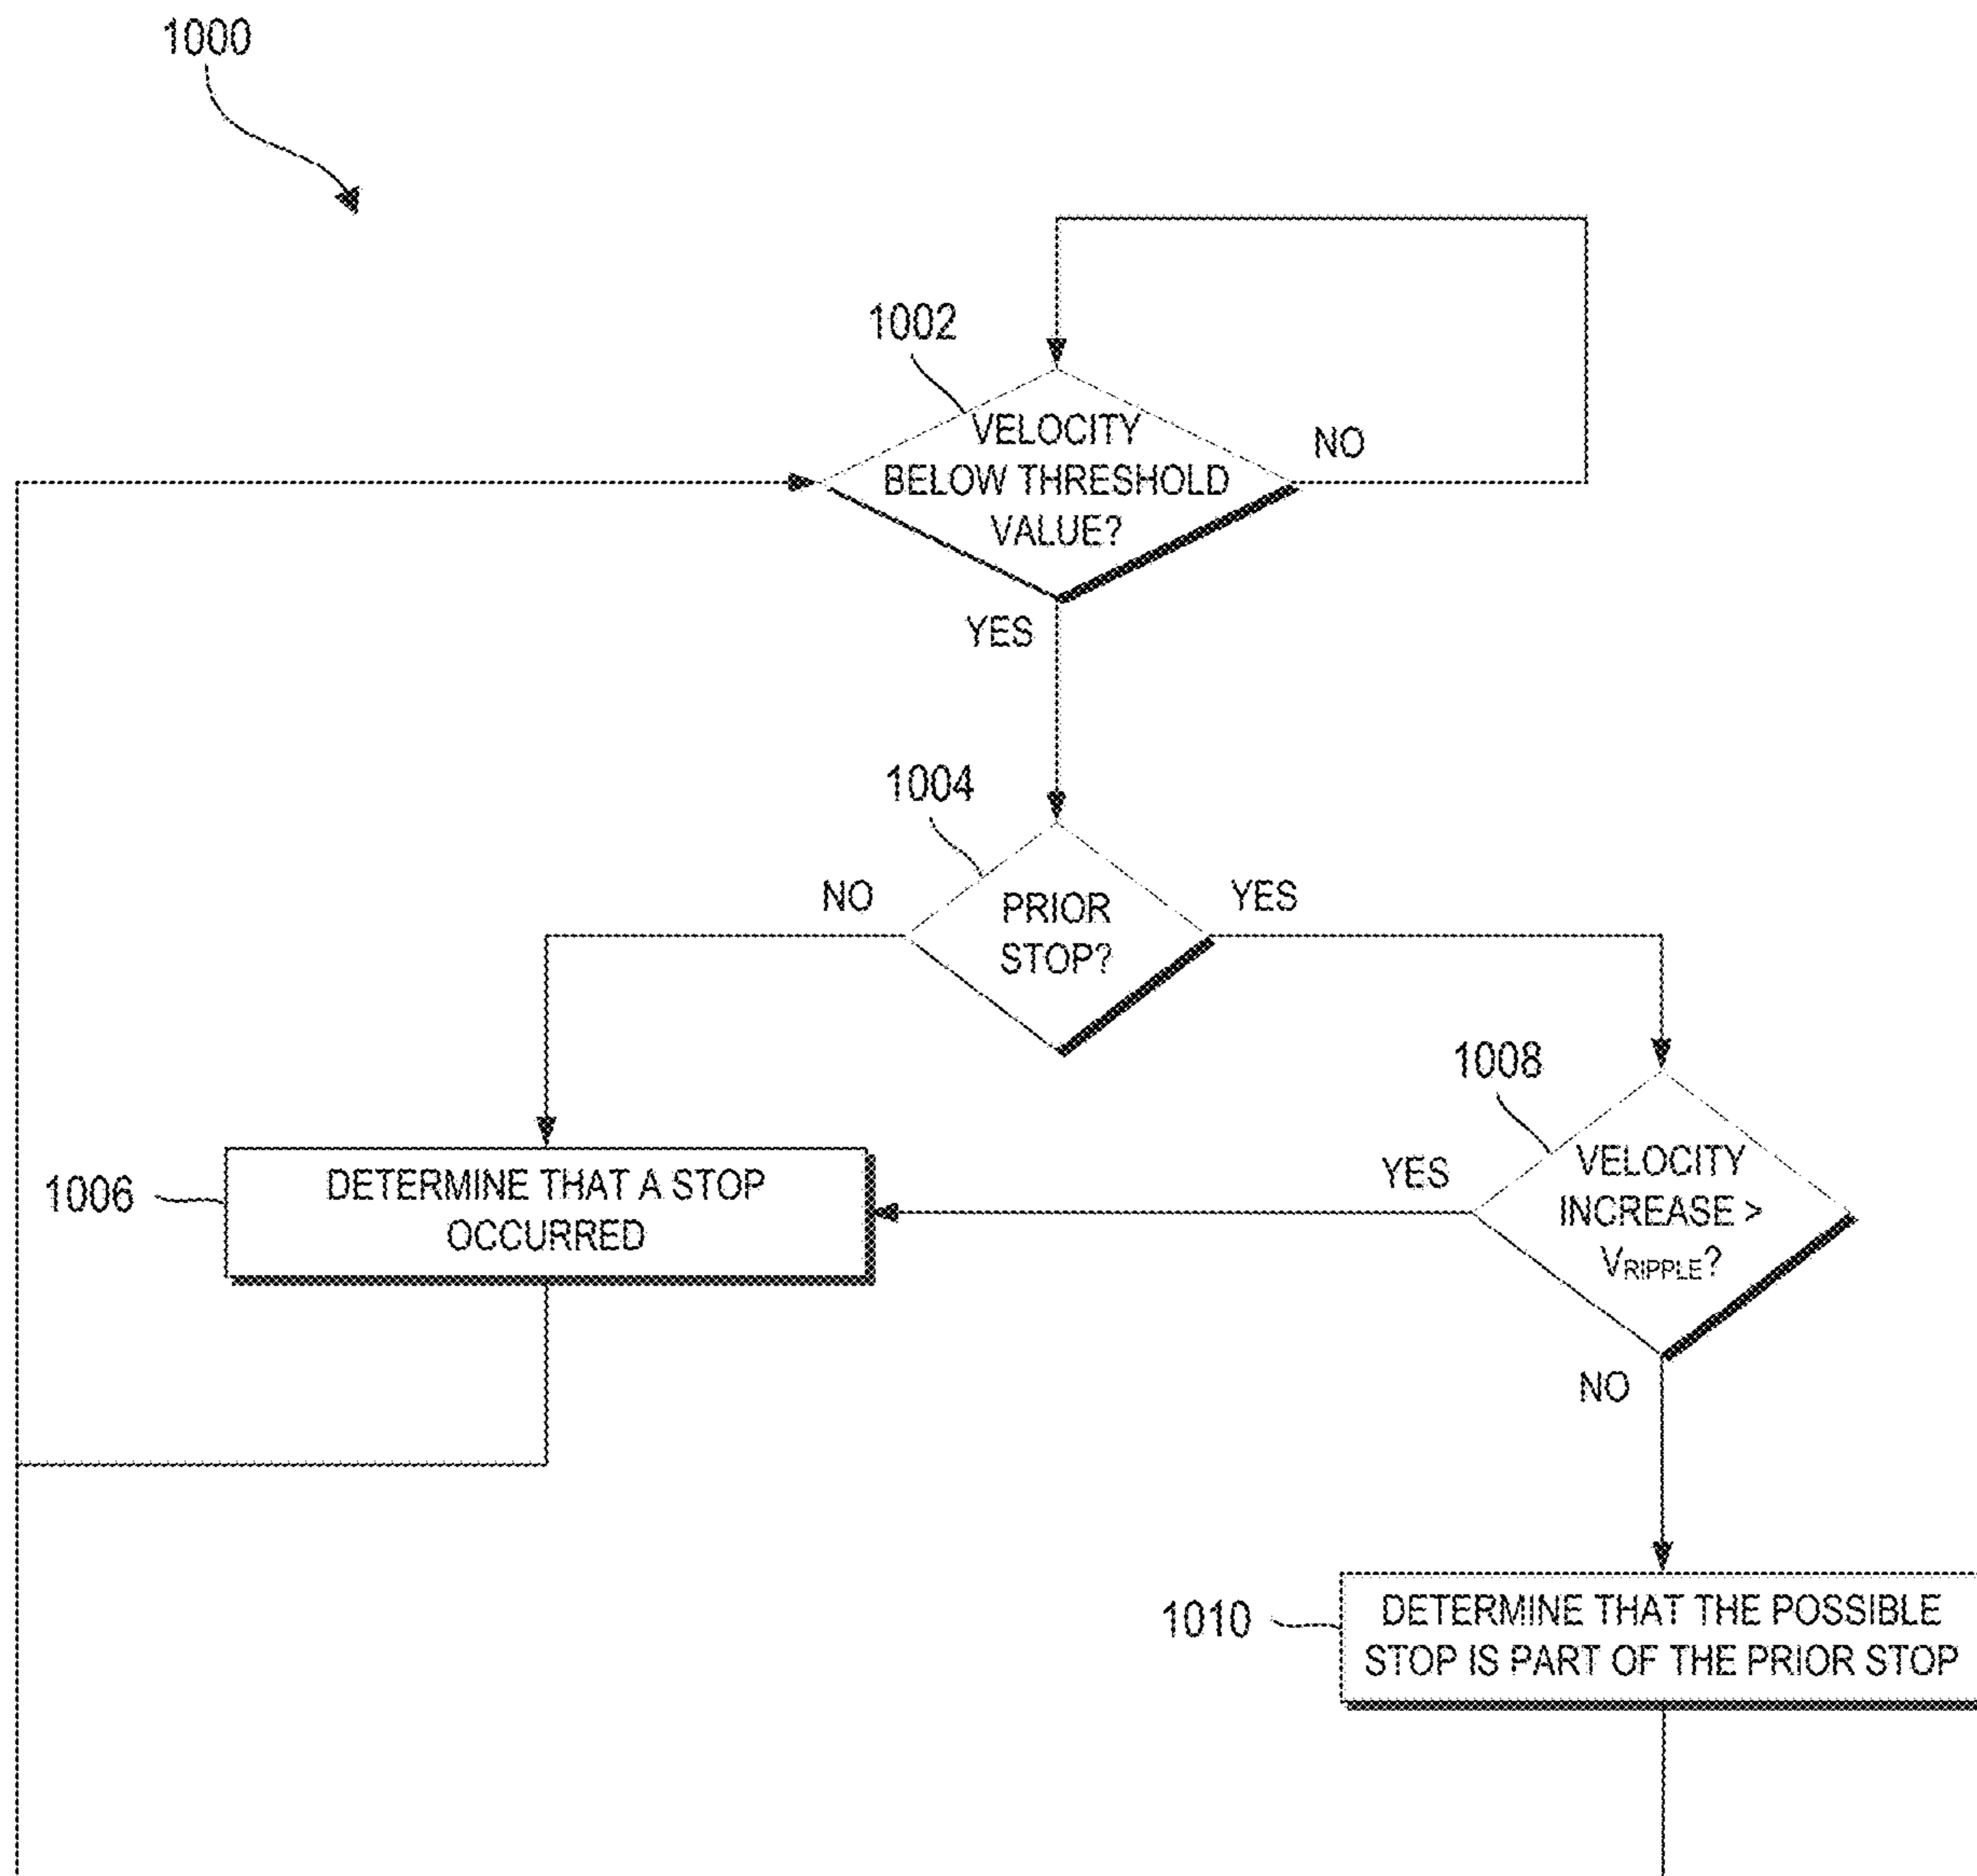 1000
1002
VELOCITY
BELOW THRESHOLD
VALUE?
NO
YES
1004
NO
PRIOR
STOP?
YES
1008
YES
VELOCITY
INCREASE >
VRIPPLE?
1006
DETERMINE THAT A STOP
OCCURRED
NO
1010
DETERMINE THAT THE POSSIBLE
STOP IS PART OF THE PRIOR STOP